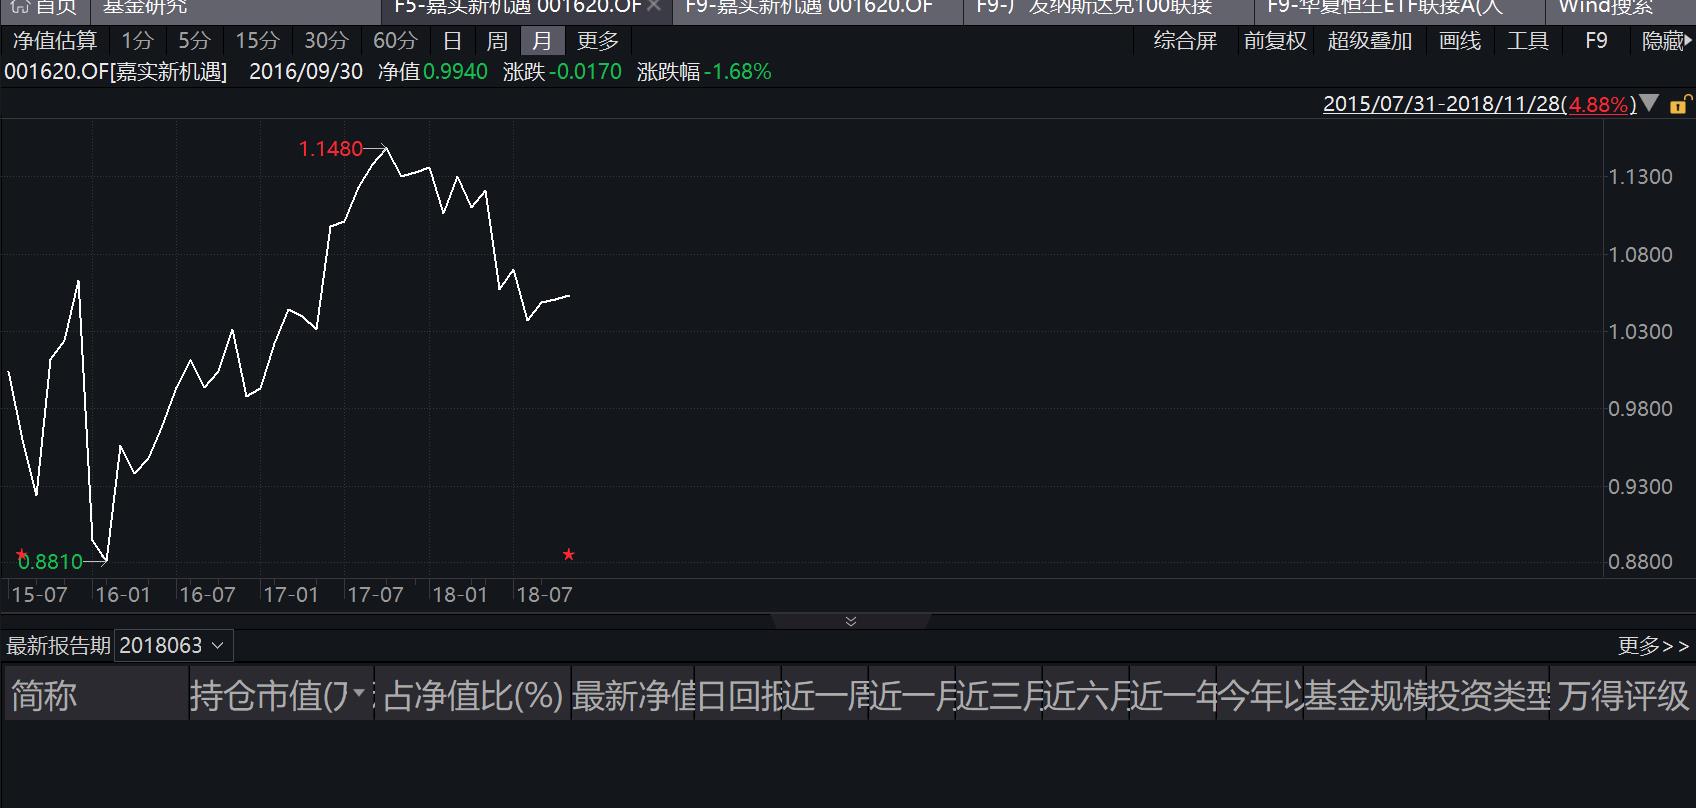 首页 基金研究 F5-嘉实新机遇 001620.OF × F9-嘉实新机遇 001620.OF F9-广发纳斯达克100联接 F9-华夏恒生ETF联接A(人 Wind搜索
净值估算 1分 5分 15分 30分 60分 日 周 月 更多 综合屏 前复权 超级叠加 画线 工具 F9 隐藏
001620.OF[嘉实新机遇] 2016/09/30 净值0.9940 涨跌-0.0170 涨跌幅-1.68%
2015/07/31-2018/11/28(4.88%)
1.1480
1.1300
1.0800
1.0300
0.9800
0.9300
0.8810
0.8800
15-07 16-01 16-07 17-01 17-07 18-01 18-07
最新报告期 2018063 更多>>
简称 持仓市值(万 占净值比(%) 最新净值 日回报 近一周 近一月 近三月 近六月 近一年 今年以 基金规模 投资类型 万得评级